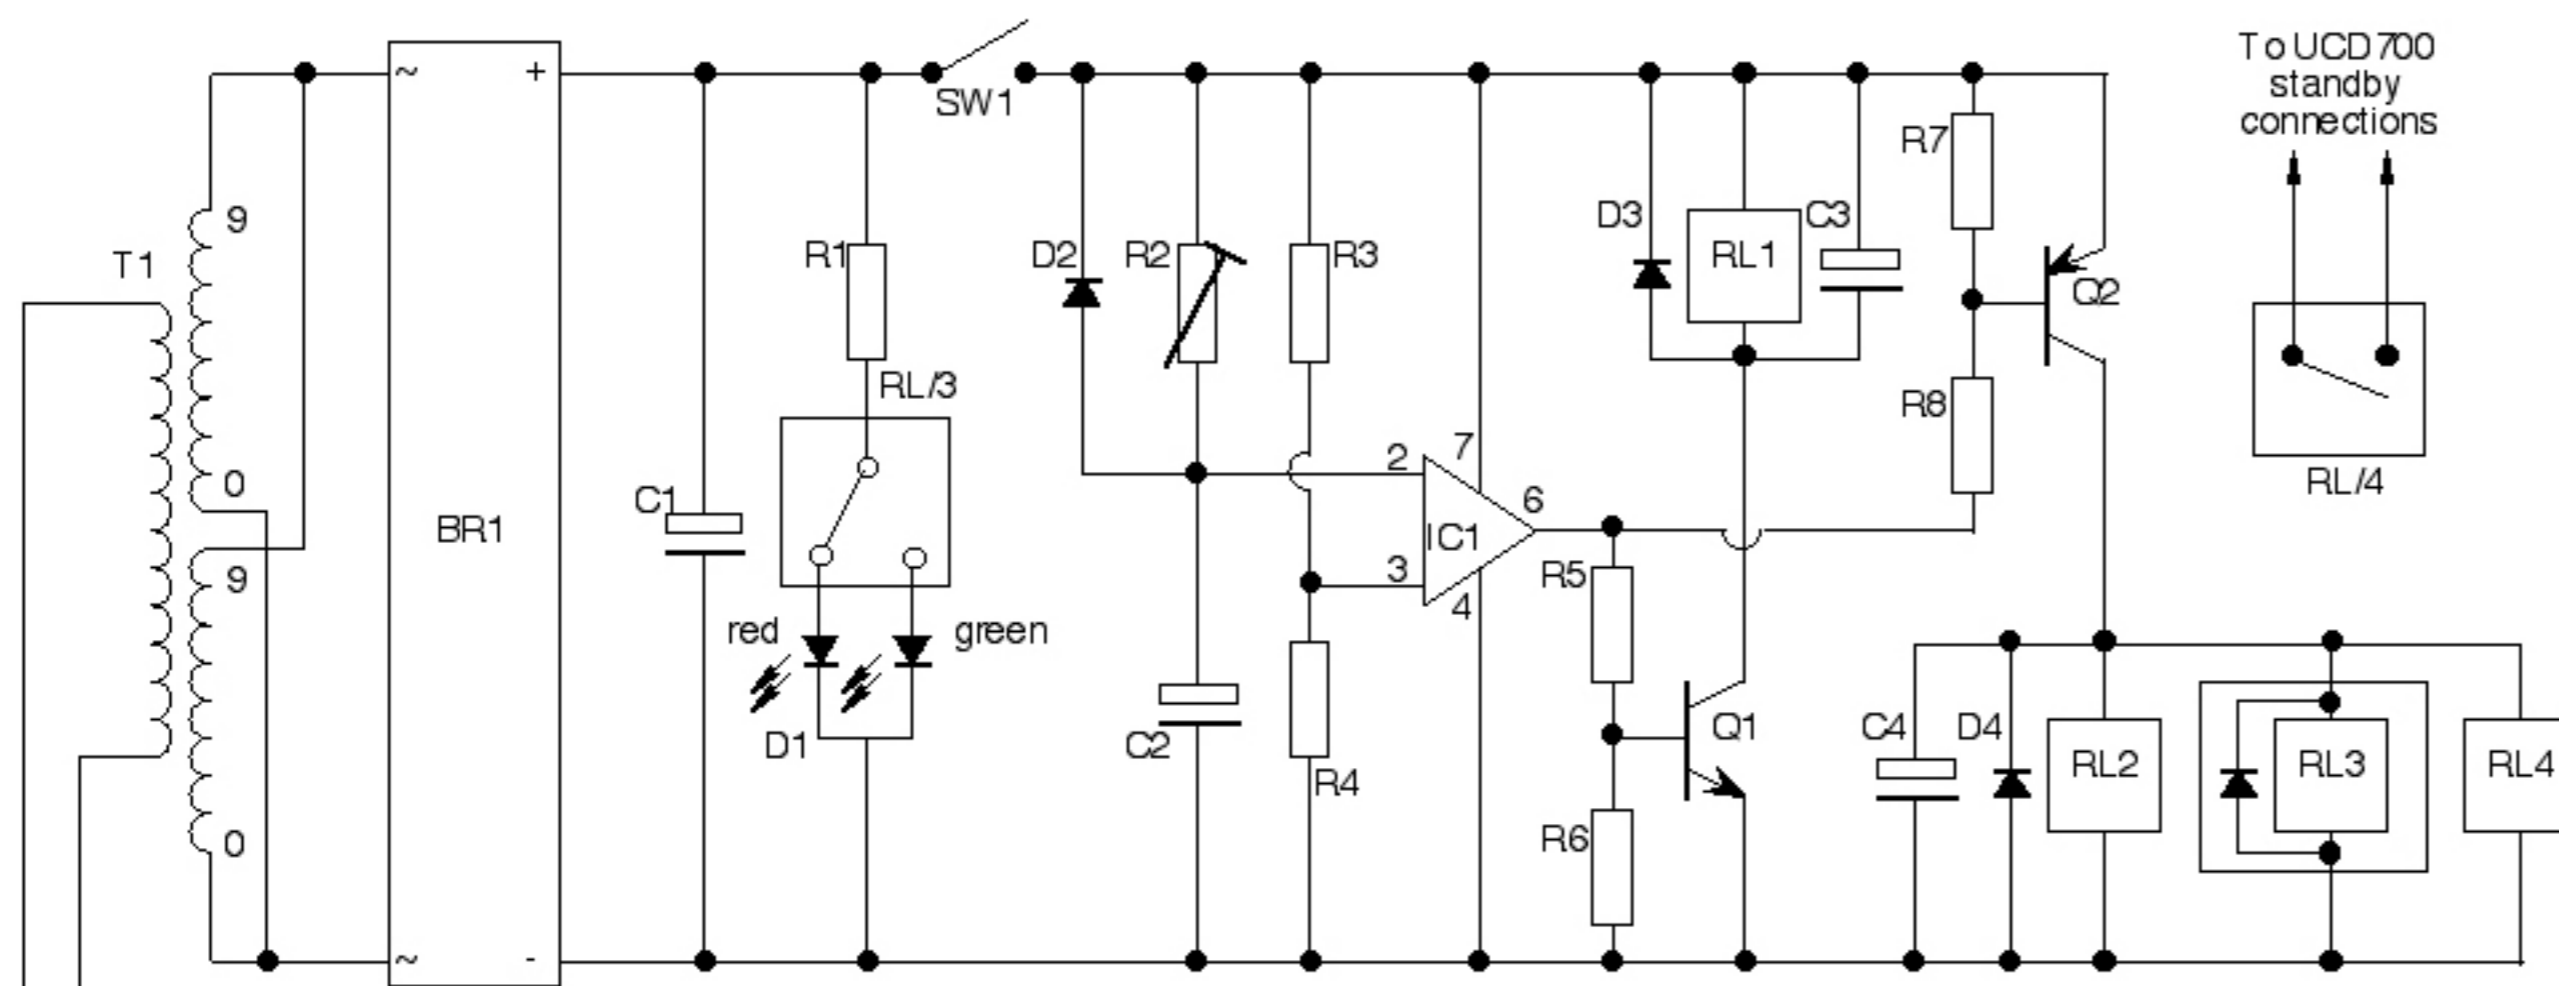 To UCD700
standby
connections
~
+
SW1
R7
9
T1
R1
D2
R2
R3
D3
RL1
C3
Q2
RL/3
R8
0
C1
BR1
2
7
6
IC1
3
4
RL/4
9
R5
red
green
D1
C2
R4
Q1
C4
D4
RL2
RL3
RL4
R6
0
~
-